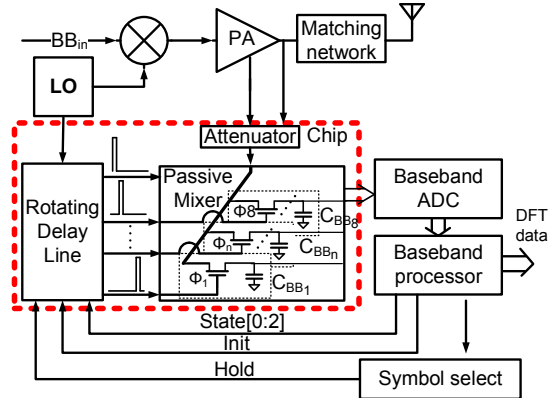 BBin
PA
Matching
network
LO
Attenuator
Chip
Rotating
Delay
Line
Passive
Mixer
Φ8
CBB8
Φn
CBBn
Φ1
CBB1
Baseband
ADC
Baseband
processor
DFT
data
State[0:2]
Init
Hold
Symbol select